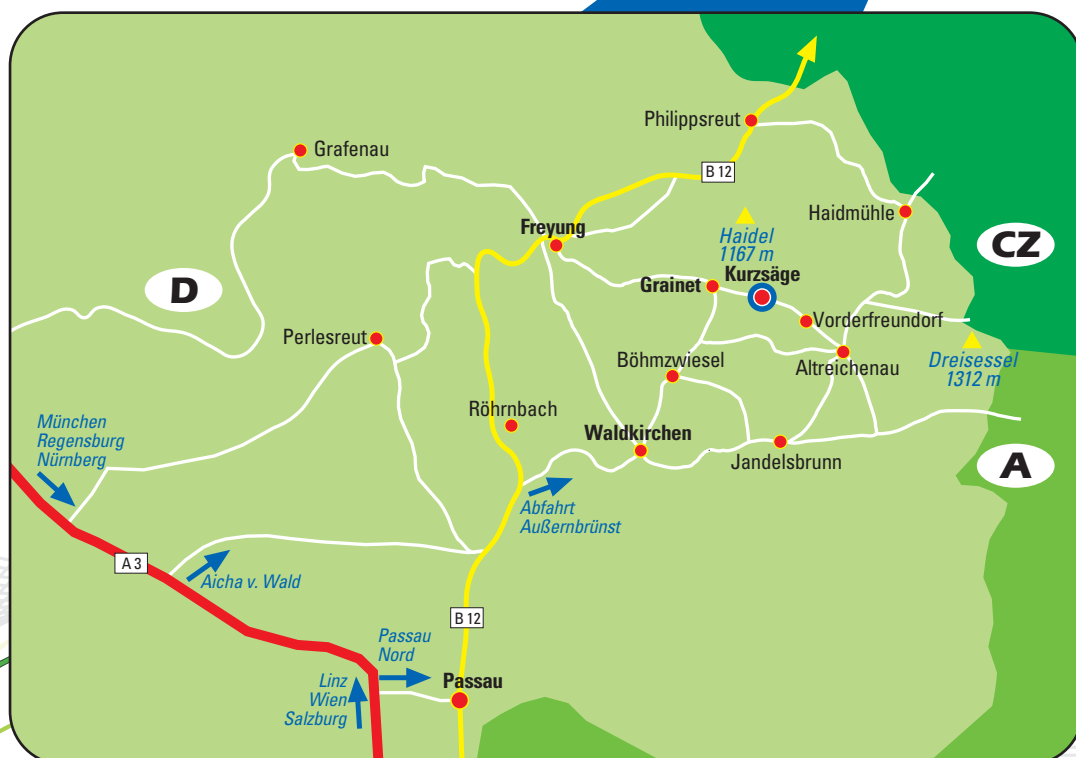 Philippsreut
Grafenau
B 12
Haidmühle
Freyung
Haidel
1167 m
CZ
D
Grainet
Kurzsäge
Vorderfreundorf
Perlesreut
Böhmzwiesel
Altreichenau
Dreisessel
1312 m
Röhrnbach
München
Regensburg
Nürnberg
Waldkirchen
Jandelsbrunn
A
Abfahrt
Außernbrünst
A 3
Aicha v. Wald
B 12
Passau
Nord
Linz
Wien
Salzburg
Passau